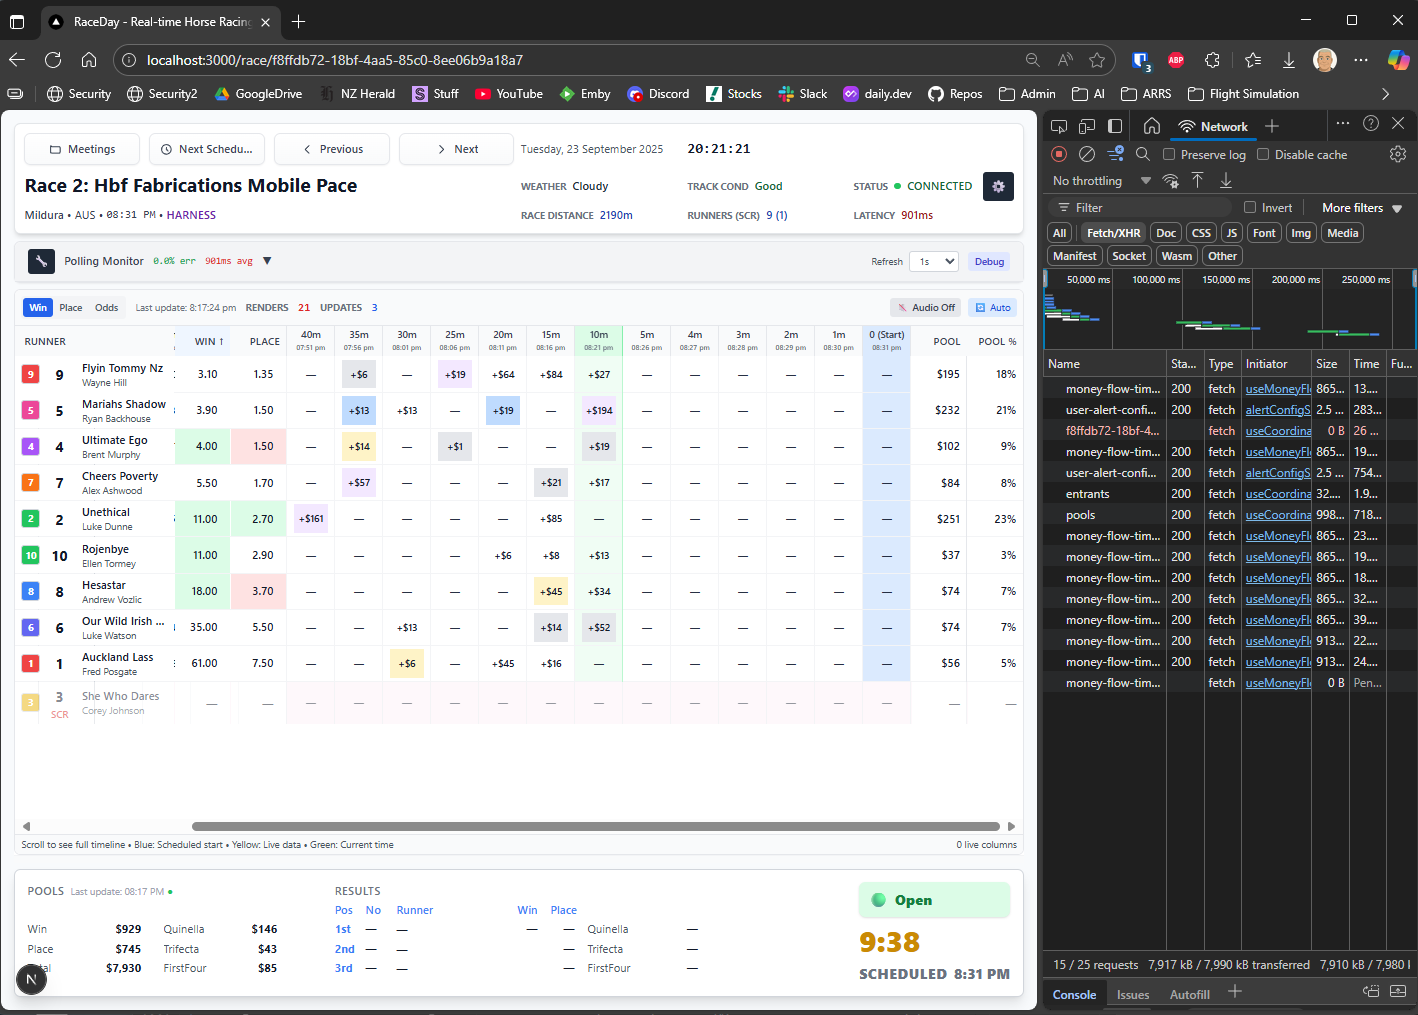 RaceDay - Real-time Horse Racing
localhost:3000/race/f8ffdb72-18bf-4aa5-85c0-8ee06b9a18a7
3 ABP
Security Security2 GoogleDrive NZ Herald Stuff YouTube Emby Discord Stocks Slack daily.dev Repos Admin AI ARRS Flight Simulation
Meetings Next Schedu... Previous Next Tuesday, 23 September 2025 20:21:21
Race 2: Hbf Fabrications Mobile Pace
WEATHER Cloudy TRACK COND Good STATUS CONNECTED
Mildura • AUS • 08:31 PM • HARNESS
RACE DISTANCE 2190m RUNNERS (SCR) 9 (1) LATENCY 901ms
Polling Monitor 0.0% err 901ms avg ▼ Refresh 1s Debug
Win Place Odds Last update: 8:17:24 pm RENDERS 21 UPDATES 3 Audio Off Auto
RUNNER WIN ↑ PLACE 40m 35m 30m 25m 20m 15m 10m 5m 4m 3m 2m 1m 0 (Start) POOL POOL %
07:51 pm 07:56 pm 08:01 pm 08:06 pm 08:11 pm 08:16 pm 08:21 pm 08:26 pm 08:27 pm 08:28 pm 08:29 pm 08:30 pm 08:31 pm
9 9 Flyin Tommy Nz 3.10 1.35 — +$6 — +$19 +$64 +$84 +$27 — — — — — — $195 18%
Wayne Hill
5 5 Mariahs Shadow 3.90 1.50 — +$13 +$13 — +$19 — +$194 — — — — — — $232 21%
Ryan Backhouse
4 4 Ultimate Ego 4.00 1.50 — +$14 — +$1 — — +$19 — — — — — — $102 9%
Brent Murphy
7 7 Cheers Poverty 5.50 1.70 — +$57 — — — +$21 +$17 — — — — — — $84 8%
Alex Ashwood
2 2 Unethical 11.00 2.70 +$161 — — — — +$85 — — — — — — — $251 23%
Luke Dunne
10 10 Rojenbye 11.00 2.90 — — — — +$6 +$8 +$13 — — — — — — $37 3%
Ellen Tormey
8 8 Hesastar 18.00 3.70 — — — — — +$45 +$34 — — — — — — $74 7%
Andrew Vozlic
6 6 Our Wild Irish ... 35.00 5.50 — — +$13 — — +$14 +$52 — — — — — — $74 7%
Luke Watson
1 1 Auckland Lass 61.00 7.50 — — +$6 — +$45 +$16 — — — — — — — $56 5%
Fred Posgate
3 3 She Who Dares — — — — — — — — — — — — — — — — —
SCR Corey Johnson
Scroll to see full timeline • Blue: Scheduled start • Yellow: Live data • Green: Current time 0 live columns
POOLS Last update: 08:17 PM
Win $929 Quinella $146
Place $745 Trifecta $43
$7,930 FirstFour $85
N
RESULTS
Pos No Runner Win Place
1st — — — — Quinella —
2nd — — — Trifecta —
3rd — — — FirstFour —
Open
9:38
SCHEDULED 8:31 PM
Network
Preserve log Disable cache
No throttling
Filter Invert More filters
All Fetch/XHR Doc CSS JS Font Img Media
Manifest Socket Wasm Other
50,000 ms 100,000 ms 150,000 ms 200,000 ms 250,000 ms
Name Sta... Type Initiator Size Time Fu...
money-flow-tim... 200 fetch useMoneyFl 865... 13....
user-alert-confi... 200 fetch alertConfigS 2.5 ... 283...
f8ffdb72-18bf-4... fetch useCoordina 0 B 26 ...
money-flow-tim... 200 fetch useMoneyFl 865... 19....
user-alert-confi... 200 fetch alertConfigS 2.5 ... 754...
entrants 200 fetch useCoordina 32.... 1.9...
pools 200 fetch useCoordina 998... 718...
money-flow-tim... 200 fetch useMoneyFl 865... 23....
money-flow-tim... 200 fetch useMoneyFl 865... 19....
money-flow-tim... 200 fetch useMoneyFl 865... 18....
money-flow-tim... 200 fetch useMoneyFl 865... 32....
money-flow-tim... 200 fetch useMoneyFl 865... 39....
money-flow-tim... 200 fetch useMoneyFl 913... 22....
money-flow-tim... 200 fetch useMoneyFl 913... 24....
money-flow-tim... fetch useMoneyFl 0 B Pen...
15 / 25 requests 7,917 kB / 7,990 kB transferred 7,910 kB / 7,980 k
Console Issues Autofill